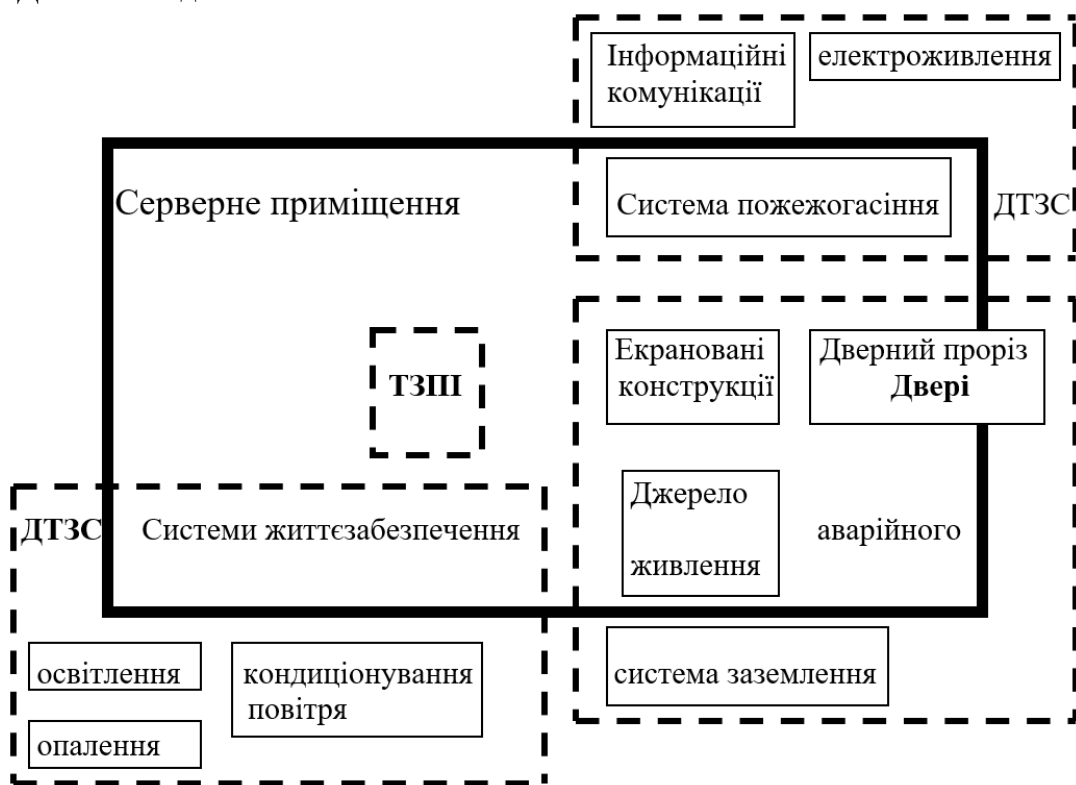 Інформаційні
комунікації
електроживлення
Серверне приміщення
Система пожежогасіння
ДТЗС
ТЗПІ
Екрановані
конструкції
Дверний проріз
Двері
ДТЗС
Системи життєзабезпечення
Джерело
аварійного
живлення
освітлення
кондиціонування
повітря
опалення
система заземлення